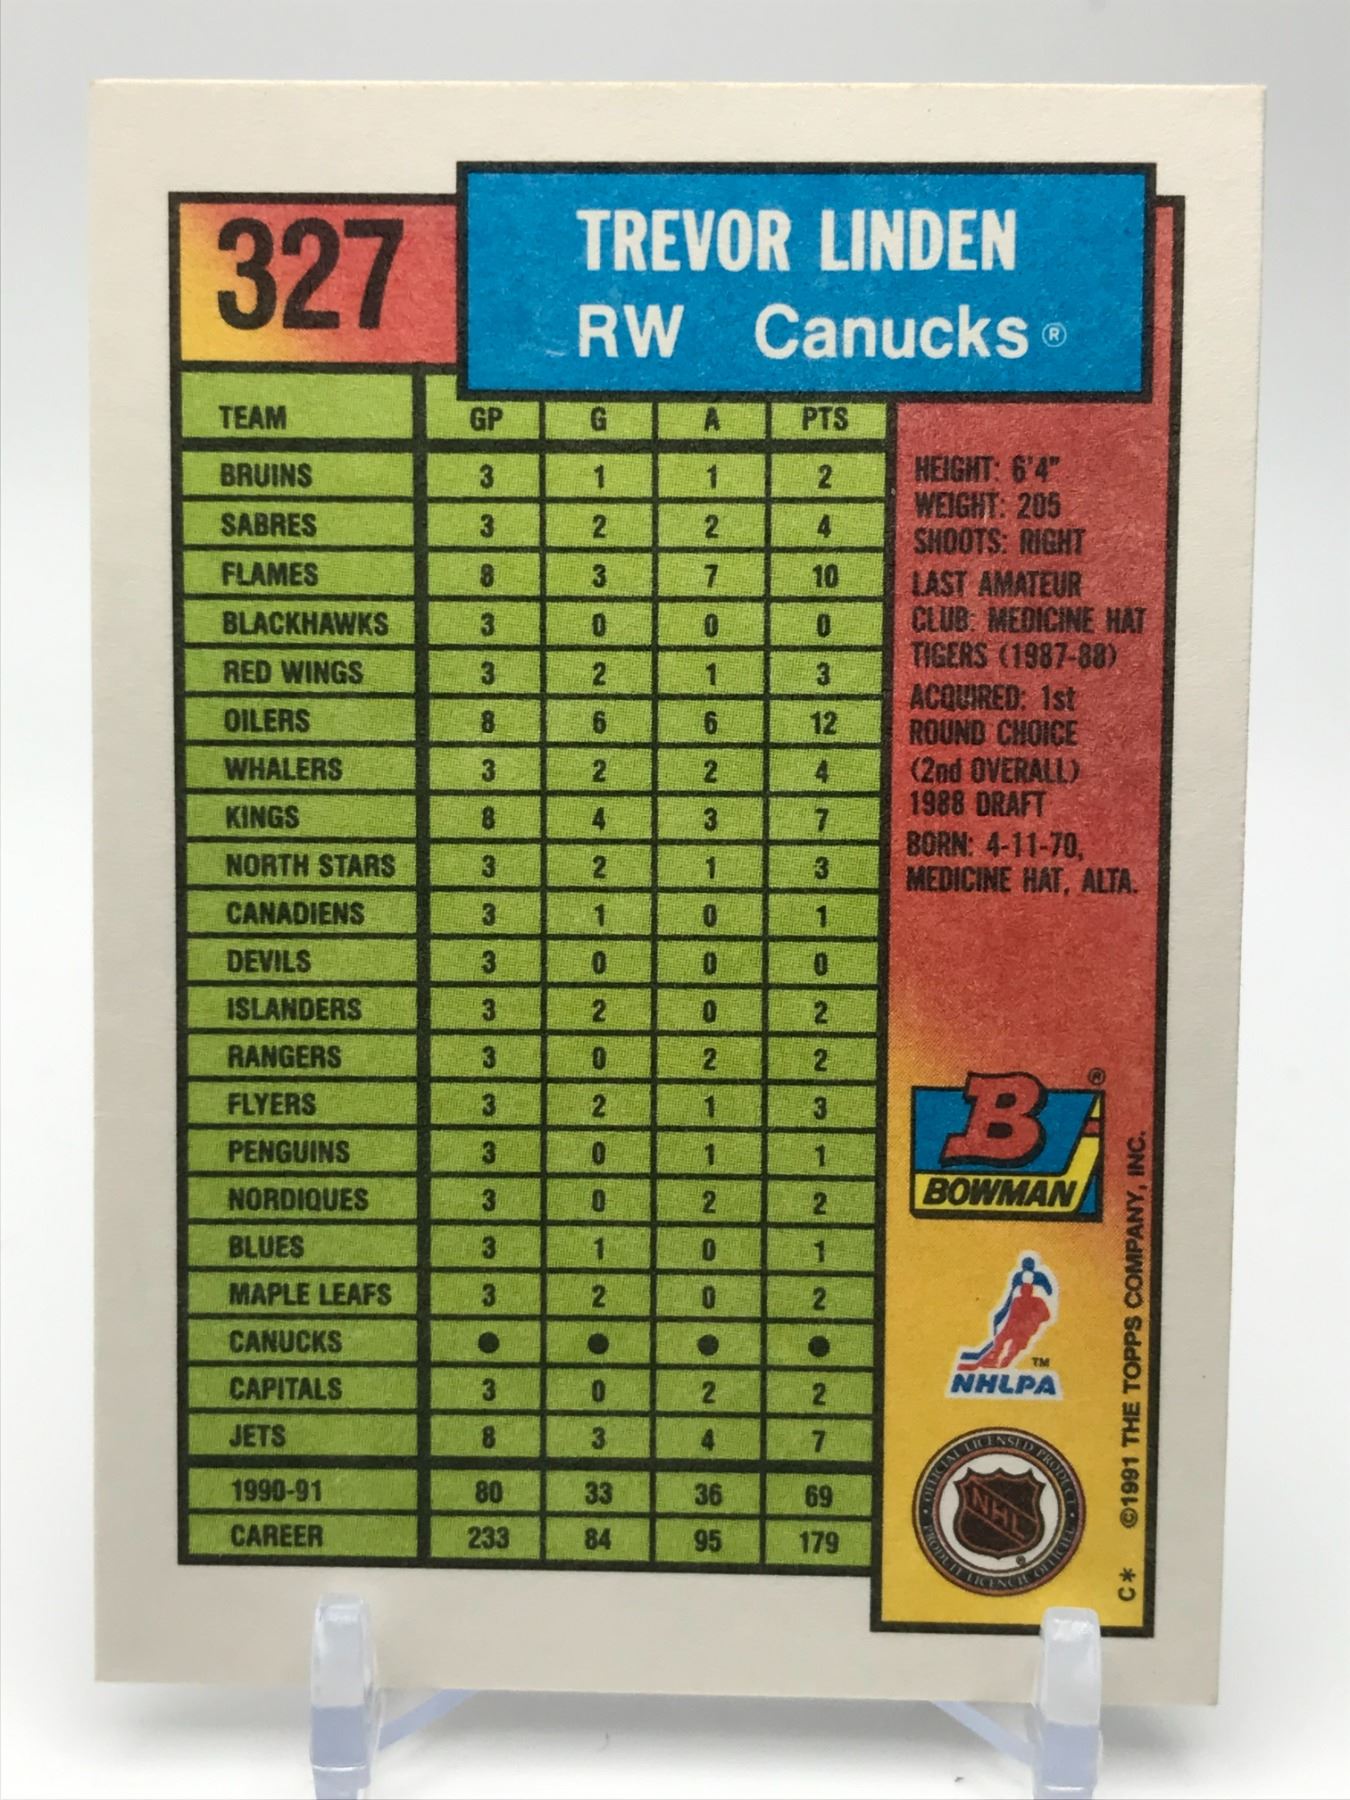 327
TREVOR LINDEN
RW Canucks®
TEAM GP G A PTS
BRUINS 3 1 1 2
SABRES 3 2 2 4
FLAMES 8 3 7 10
BLACKHAWKS 3 0 0 0
RED WINGS 3 2 1 3
OILERS 8 6 6 12
WHALERS 3 2 2 4
KINGS 8 4 3 7
NORTH STARS 3 2 1 3
CANADIENS 3 1 0 1
DEVILS 3 0 0 0
ISLANDERS 3 2 0 2
RANGERS 3 0 2 2
FLYERS 3 2 1 3
PENGUINS 3 0 1 1
NORDIQUES 3 0 2 2
BLUES 3 1 0 1
MAPLE LEAFS 3 2 0 2
CANUCKS ● ● ● ●
CAPITALS 3 0 2 2
JETS 8 3 4 7
1990-91 80 33 36 69
CAREER 233 84 95 179
HEIGHT: 6'4"
WEIGHT: 205
SHOOTS: RIGHT
LAST AMATEUR
CLUB: MEDICINE HAT
TIGERS (1987-88)
ACQUIRED: 1st
ROUND CHOICE
(2nd OVERALL)
1988 DRAFT
BORN: 4-11-70,
MEDICINE HAT, ALTA.
B ®
BOWMAN
TM
NHLPA
OFFICIAL LICENSED PRODUCT
NHL ®
PRODUIT LICENCIE OFFICIEL
C* ©1991 THE TOPPS COMPANY, INC.